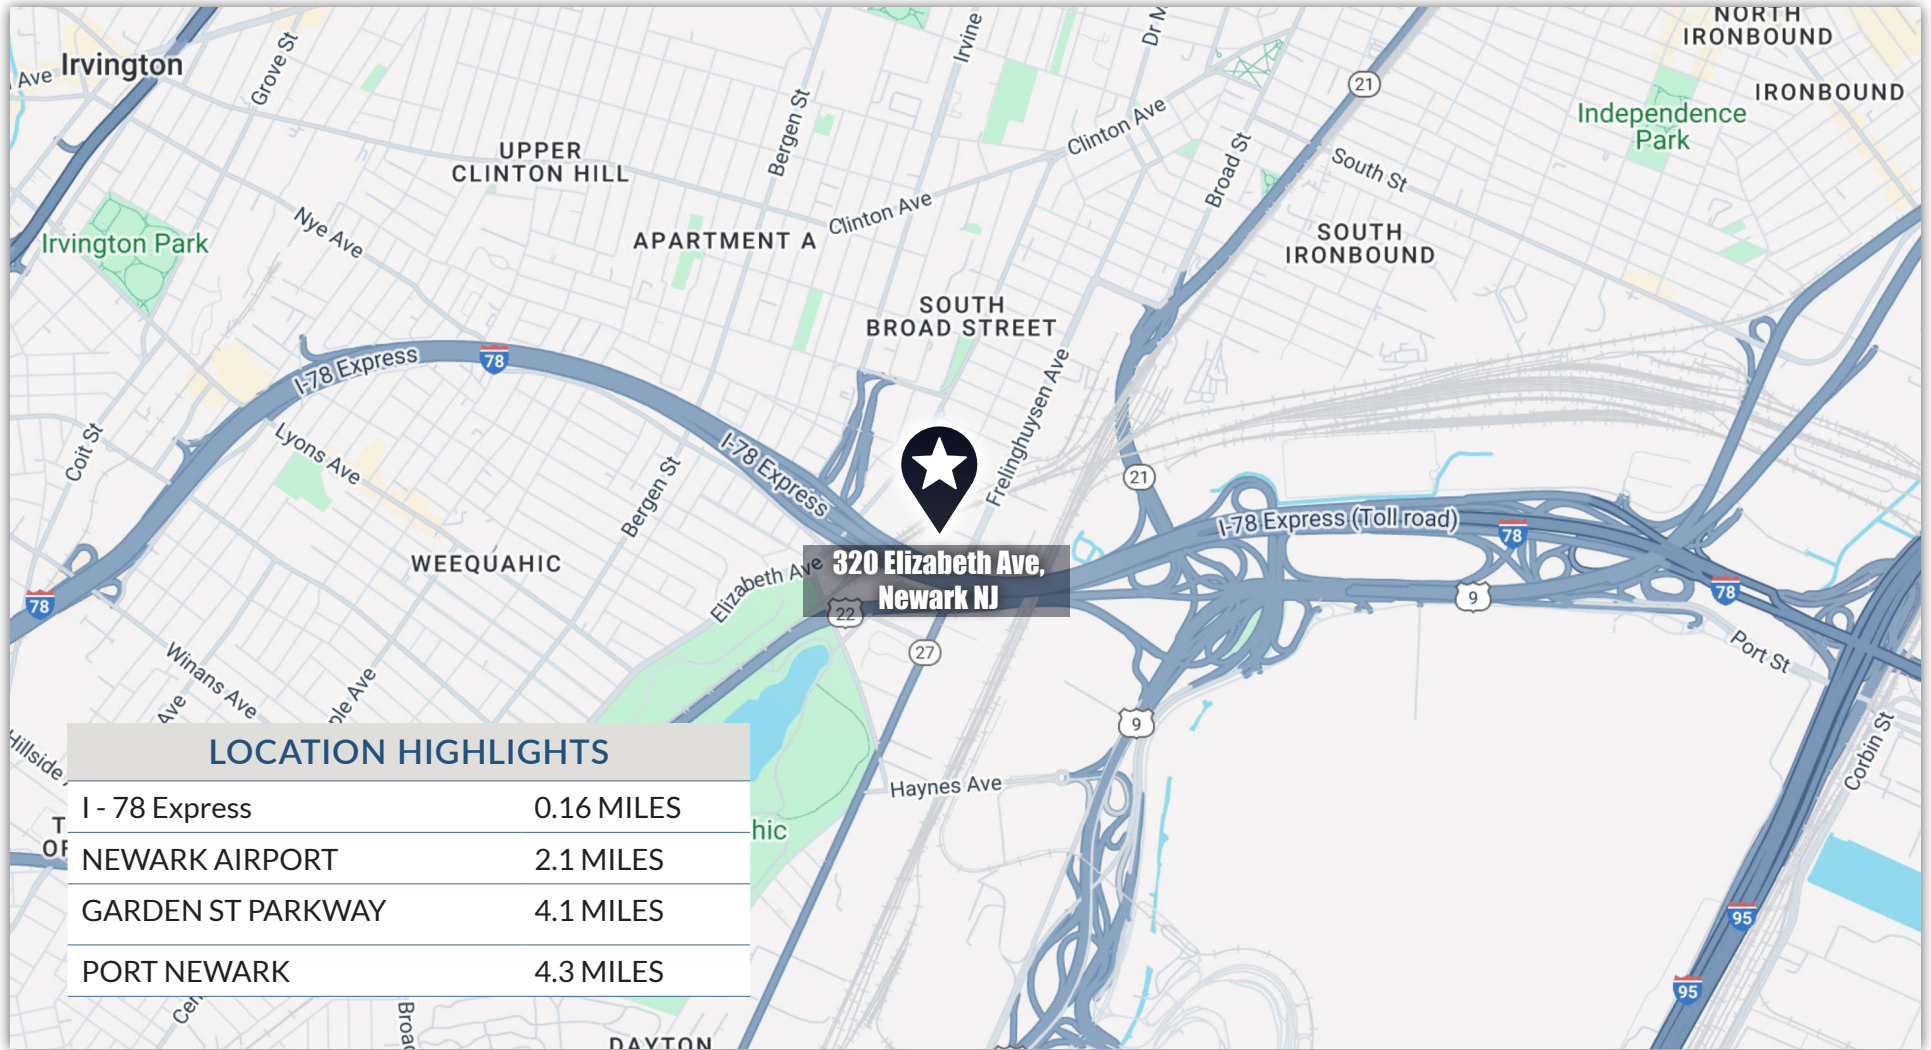 NORTH
IRONBOUND
Irvington
Ave
Grove St
Irvine
Dr M
21
IRONBOUND
Independence
Park
Bergen St
Clinton Ave
Broad St
South St
UPPER
CLINTON HILL
Nye Ave
Clinton Ave
Irvington Park
APARTMENT A
SOUTH
IRONBOUND
SOUTH
BROAD STREET
I-78 Express
78
Frelinghuysen Ave
Coit St
Lyons Ave
Bergen St
I-78 Express
21
I-78 Express (Toll road)
78
WEEQUAHIC
Elizabeth Ave
320 Elizabeth Ave,
Newark NJ
78
22
9
78
27
Port St
Winans Ave
Ave
ple Ave
9
Corbin St
Hillside
LOCATION HIGHLIGHTS
I - 78 Express 0.16 MILES
NEWARK AIRPORT 2.1 MILES
GARDEN ST PARKWAY 4.1 MILES
PORT NEWARK 4.3 MILES
Haynes Ave
T
OF
hic
95
95
Cen
Broad
DAYTON